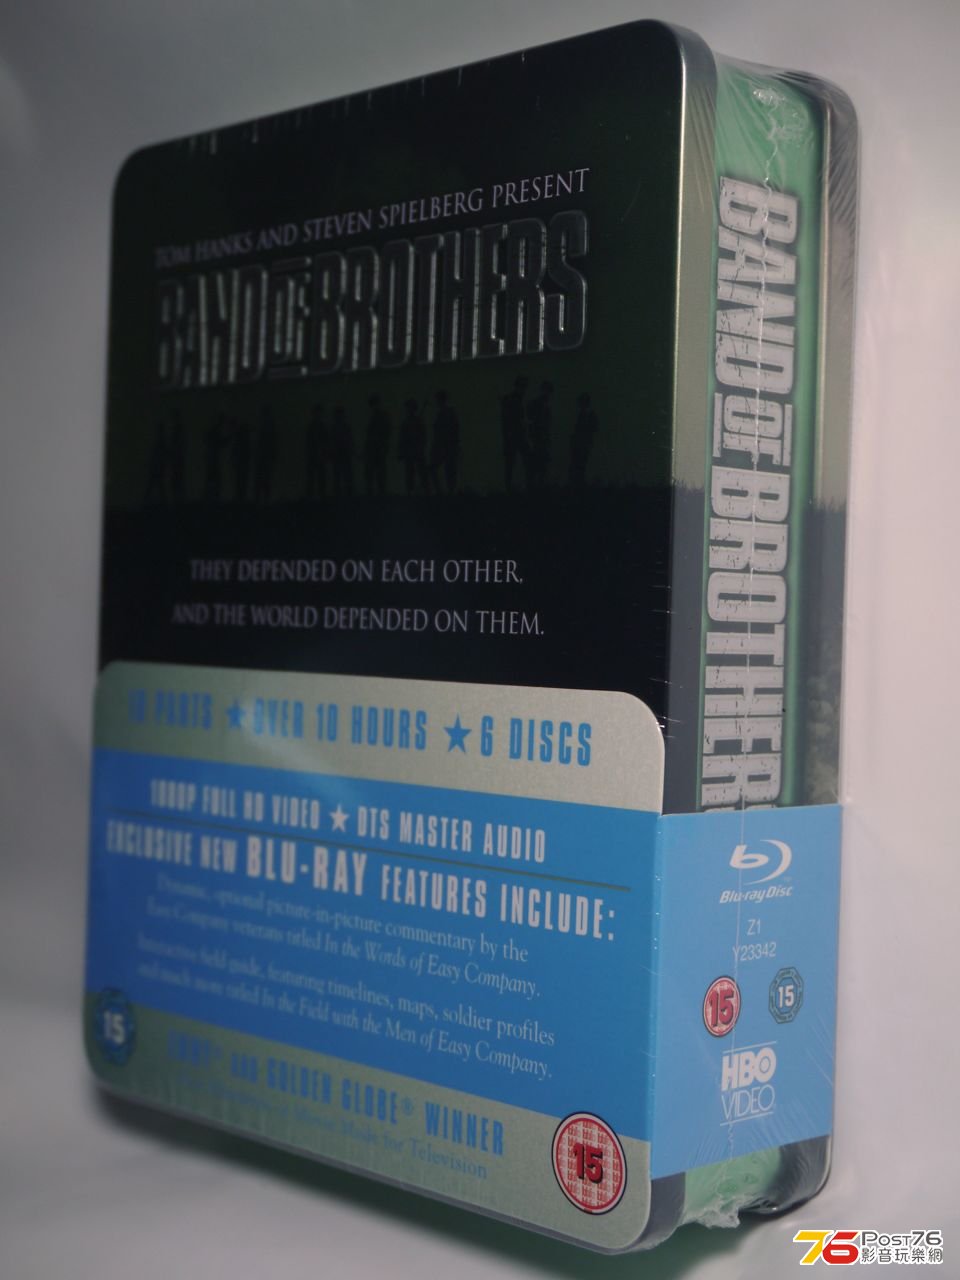 TOM HANKS AND STEVEN SPIELBERG PRESENT
BAND OF BROTHERS
THEY DEPENDED ON EACH OTHER,
AND THE WORLD DEPENDED ON THEM.
10 PARTS ★ OVER 10 HOURS ★ 6 DISCS
1080P FULL HD VIDEO ★ DTS MASTER AUDIO
EXCLUSIVE NEW BLU-RAY FEATURES INCLUDE:
Dynamic, optional picture-in-picture commentary by the
Easy Company veterans titled In the Words of Easy Company.
Interactive field guide, featuring timelines, maps, soldier profiles
and much more titled In the Field with the Men of Easy Company.
15
EMMY® AND GOLDEN GLOBE® WINNER
Made for Television
15
BAND OF BROTHERS
Blu-ray Disc
Z1
Y23342
15
15
HBO
VIDEO
76 POST76
影音玩樂網